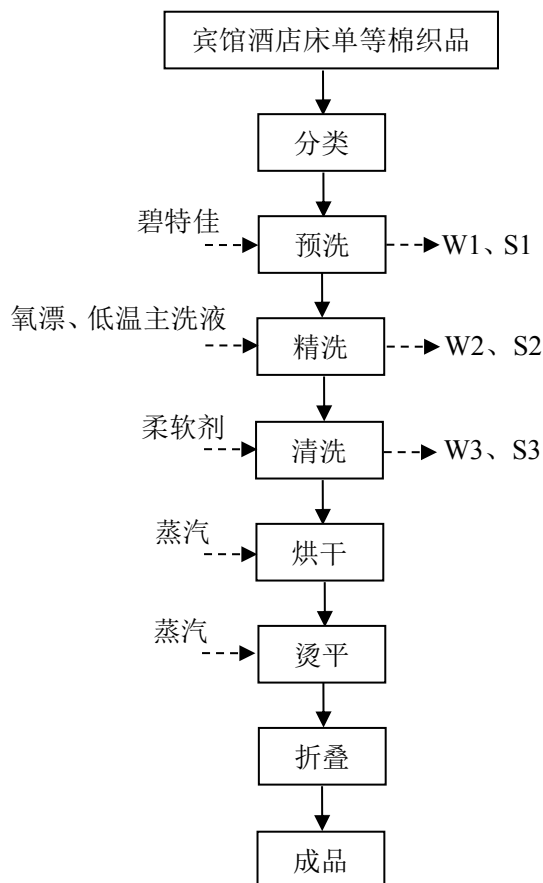 宾馆酒店床单等棉织品
分类
碧特佳
预洗
W1、S1
氧漂、低温主洗液
精洗
W2、S2
柔软剂
清洗
W3、S3
蒸汽
烘干
蒸汽
烫平
折叠
成品